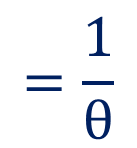 = 1/θ